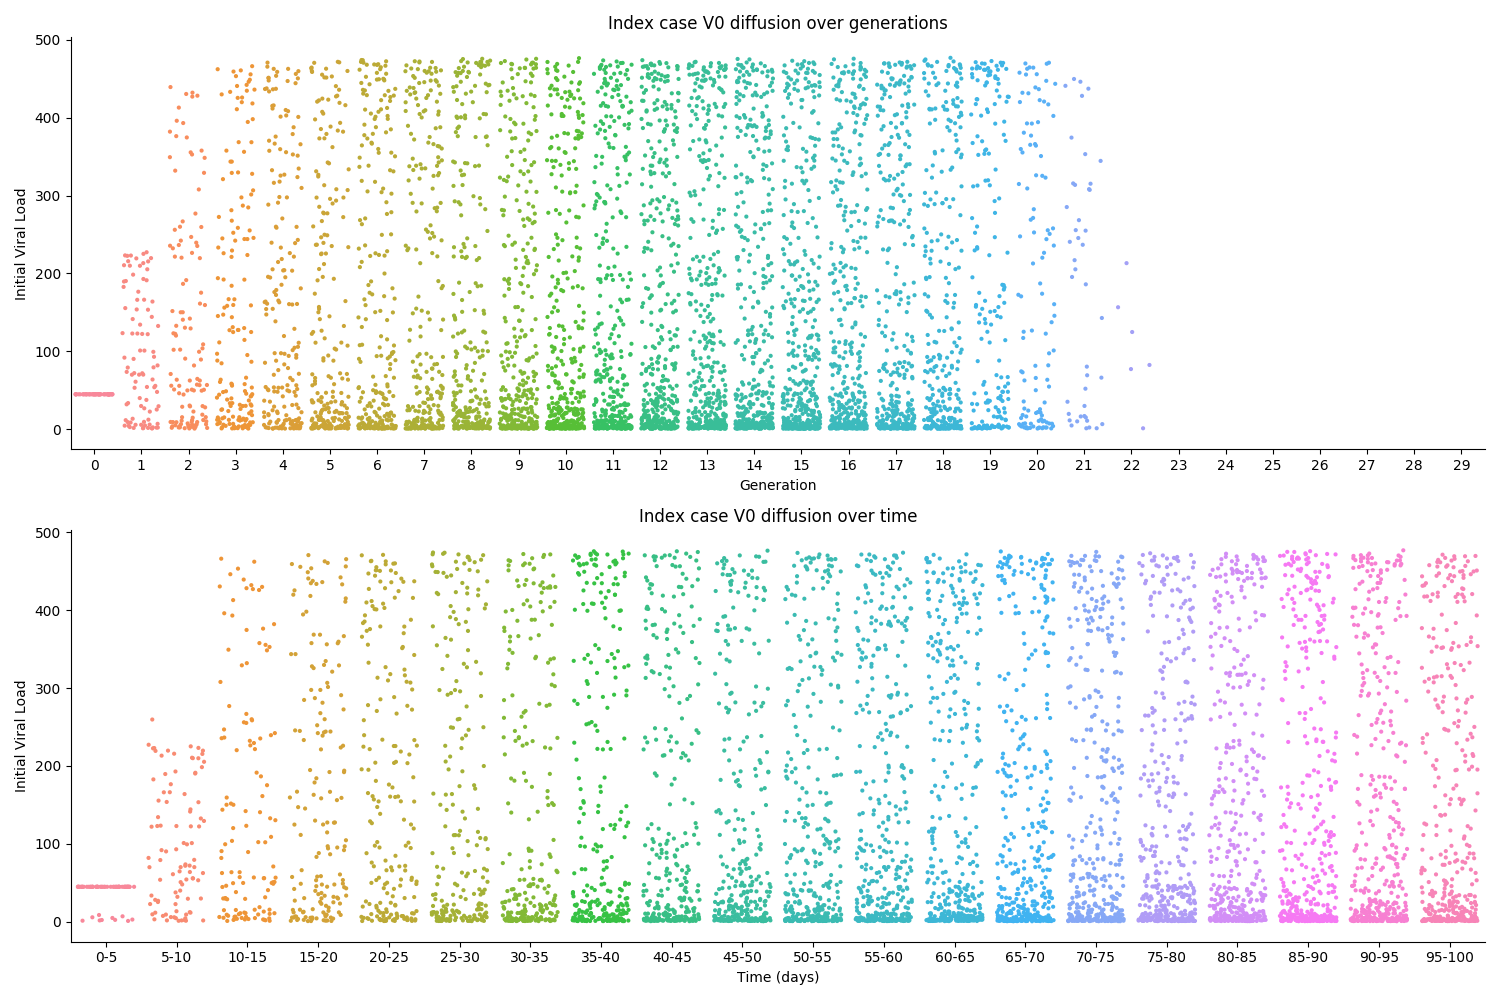 Index case V0 diffusion over generations
500
400
300
200
100
0
Initial Viral Load
0 1 2 3 4 5 6 7 8 9 10 11 12 13 14 15 16 17 18 19 20 21 22 23 24 25 26 27 28 29
Generation
Index case V0 diffusion over time
500
400
300
200
100
0
Initial Viral Load
0-5 5-10 10-15 15-20 20-25 25-30 30-35 35-40 40-45 45-50 50-55 55-60 60-65 65-70 70-75 75-80 80-85 85-90 90-95 95-100
Time (days)